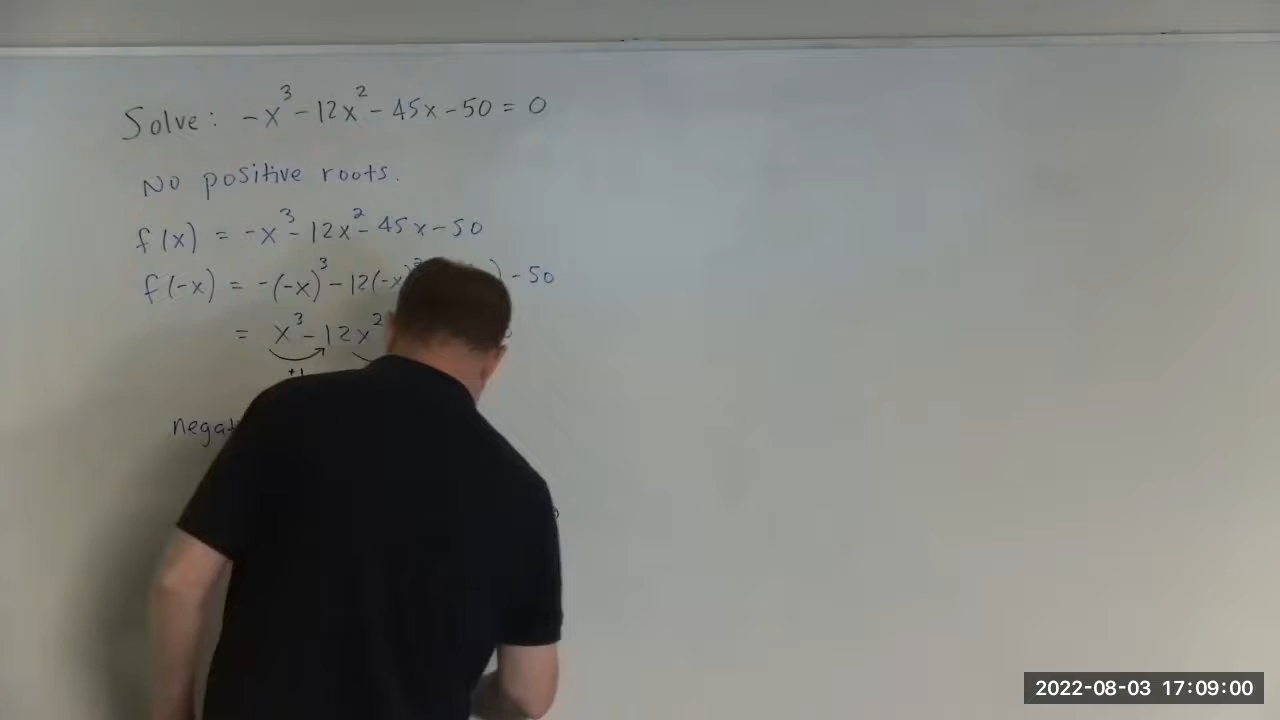 Solve: -x³ - 12x² - 45x - 50 = 0
No positive roots.
f(x) = -x³ - 12x² - 45x - 50
f(-x) = -(-x)³ - 12(-x)² ) - 50
= x³ - 12x²
+1
2022-08-03 17:09:00